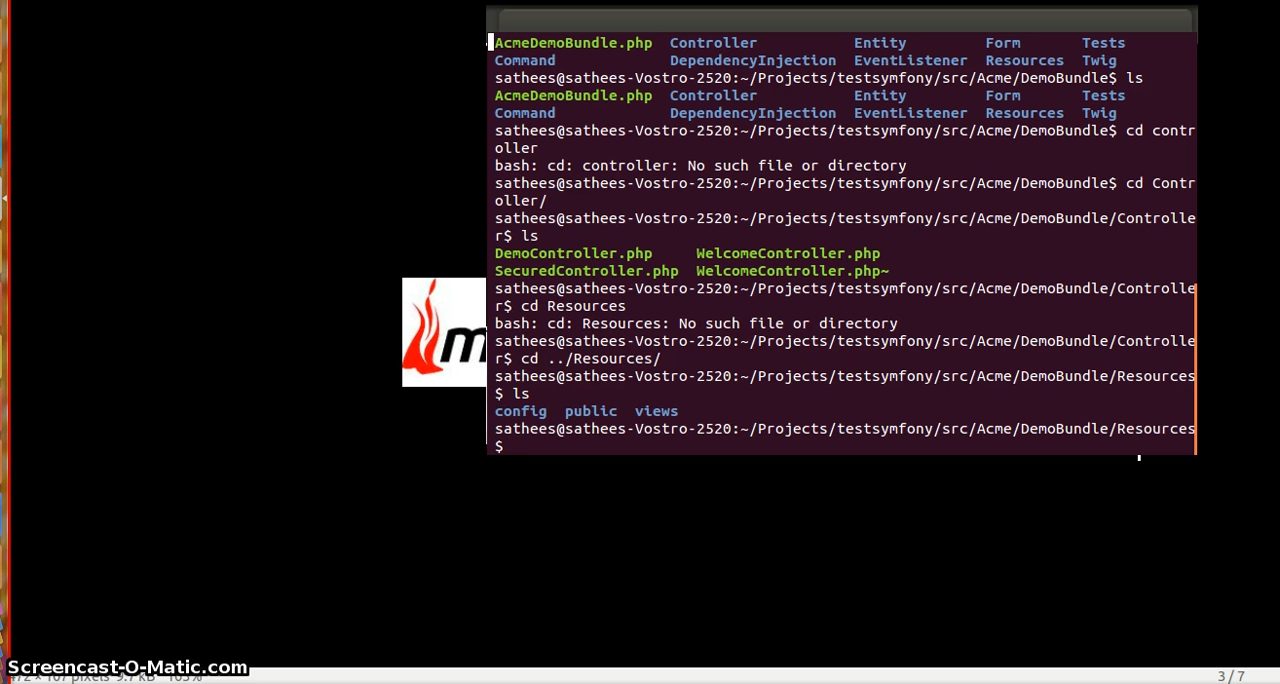 AcmeDemoBundle.php Controller Entity Form Tests
Command DependencyInjection EventListener Resources Twig
sathees@sathees-Vostro-2520:~/Projects/testsymfony/src/Acme/DemoBundle$ ls
AcmeDemoBundle.php Controller Entity Form Tests
Command DependencyInjection EventListener Resources Twig
sathees@sathees-Vostro-2520:~/Projects/testsymfony/src/Acme/DemoBundle$ cd contr
oller
bash: cd: controller: No such file or directory
sathees@sathees-Vostro-2520:~/Projects/testsymfony/src/Acme/DemoBundle$ cd Contr
oller/
sathees@sathees-Vostro-2520:~/Projects/testsymfony/src/Acme/DemoBundle/Controlle
r$ ls
DemoController.php WelcomeController.php
SecuredController.php WelcomeController.php~
sathees@sathees-Vostro-2520:~/Projects/testsymfony/src/Acme/DemoBundle/Controlle
r$ cd Resources
bash: cd: Resources: No such file or directory
sathees@sathees-Vostro-2520:~/Projects/testsymfony/src/Acme/DemoBundle/Controlle
r$ cd ../Resources/
sathees@sathees-Vostro-2520:~/Projects/testsymfony/src/Acme/DemoBundle/Resources
$ ls
config public views
sathees@sathees-Vostro-2520:~/Projects/testsymfony/src/Acme/DemoBundle/Resources
$
m
Screencast-O-Matic.com
3 / 7